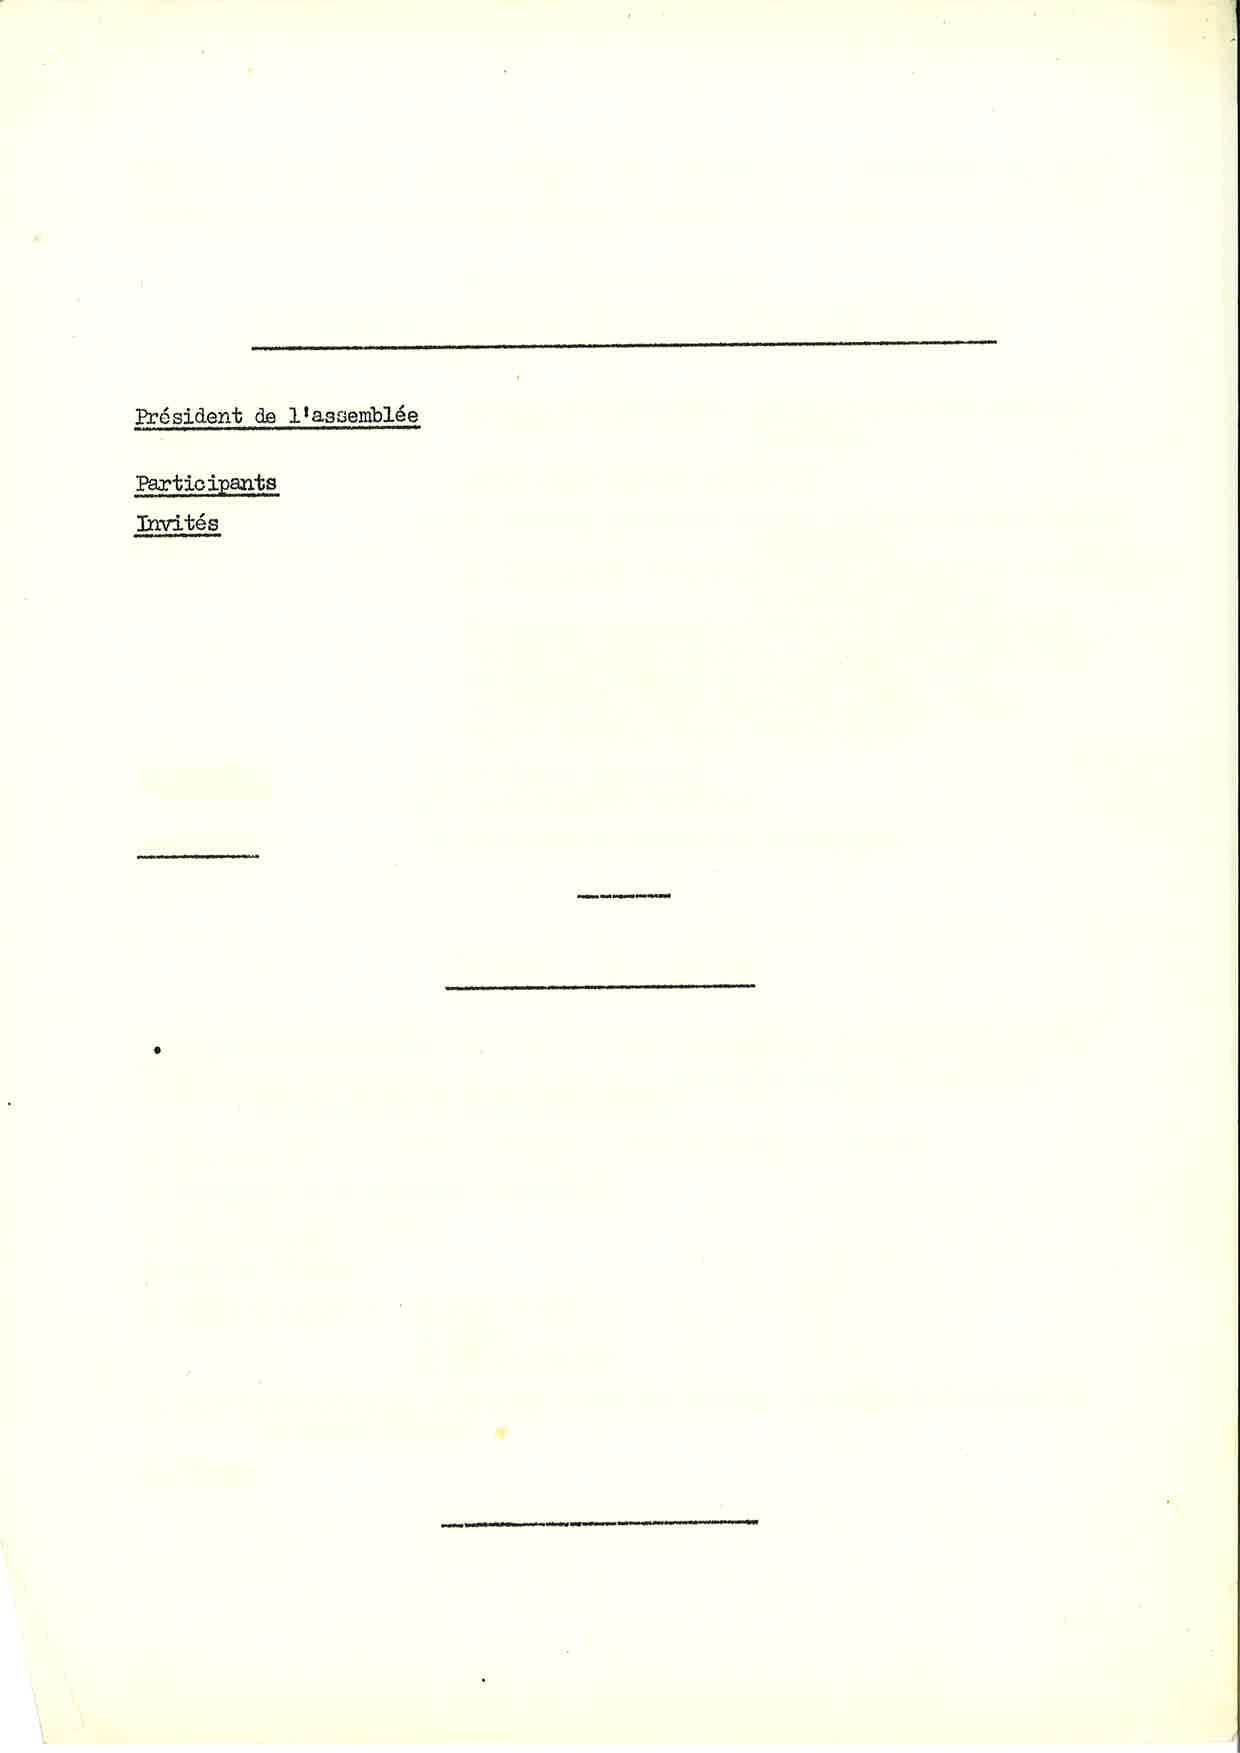 Président de l'assemblée
Participants
Invités